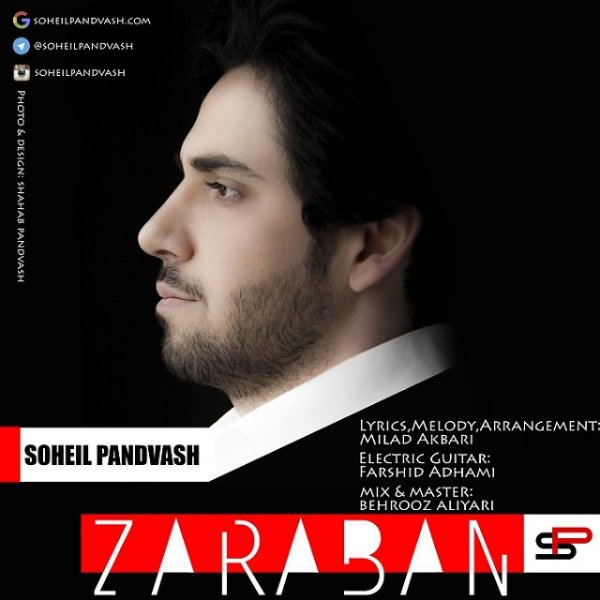 SOHEILPANDVASH.COM
@SOHEILPANDVASH
SOHEILPANDVASH
PHOTO & DESIGN: SHAHAB PANDVASH
SOHEIL PANDVASH
LYRICS,MELODY,ARRANGEMENT:
MILAD AKBARI
ELECTRIC GUITAR:
FARSHID ADHAMI
MIX & MASTER:
BEHROOZ ALIYARI
ZARABAN
SP